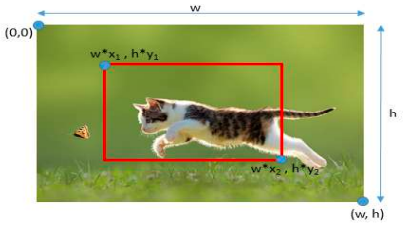 w
(0,0)
w*x₁ , h*y₁
h
w*x₂ , h*y₂
(w, h)